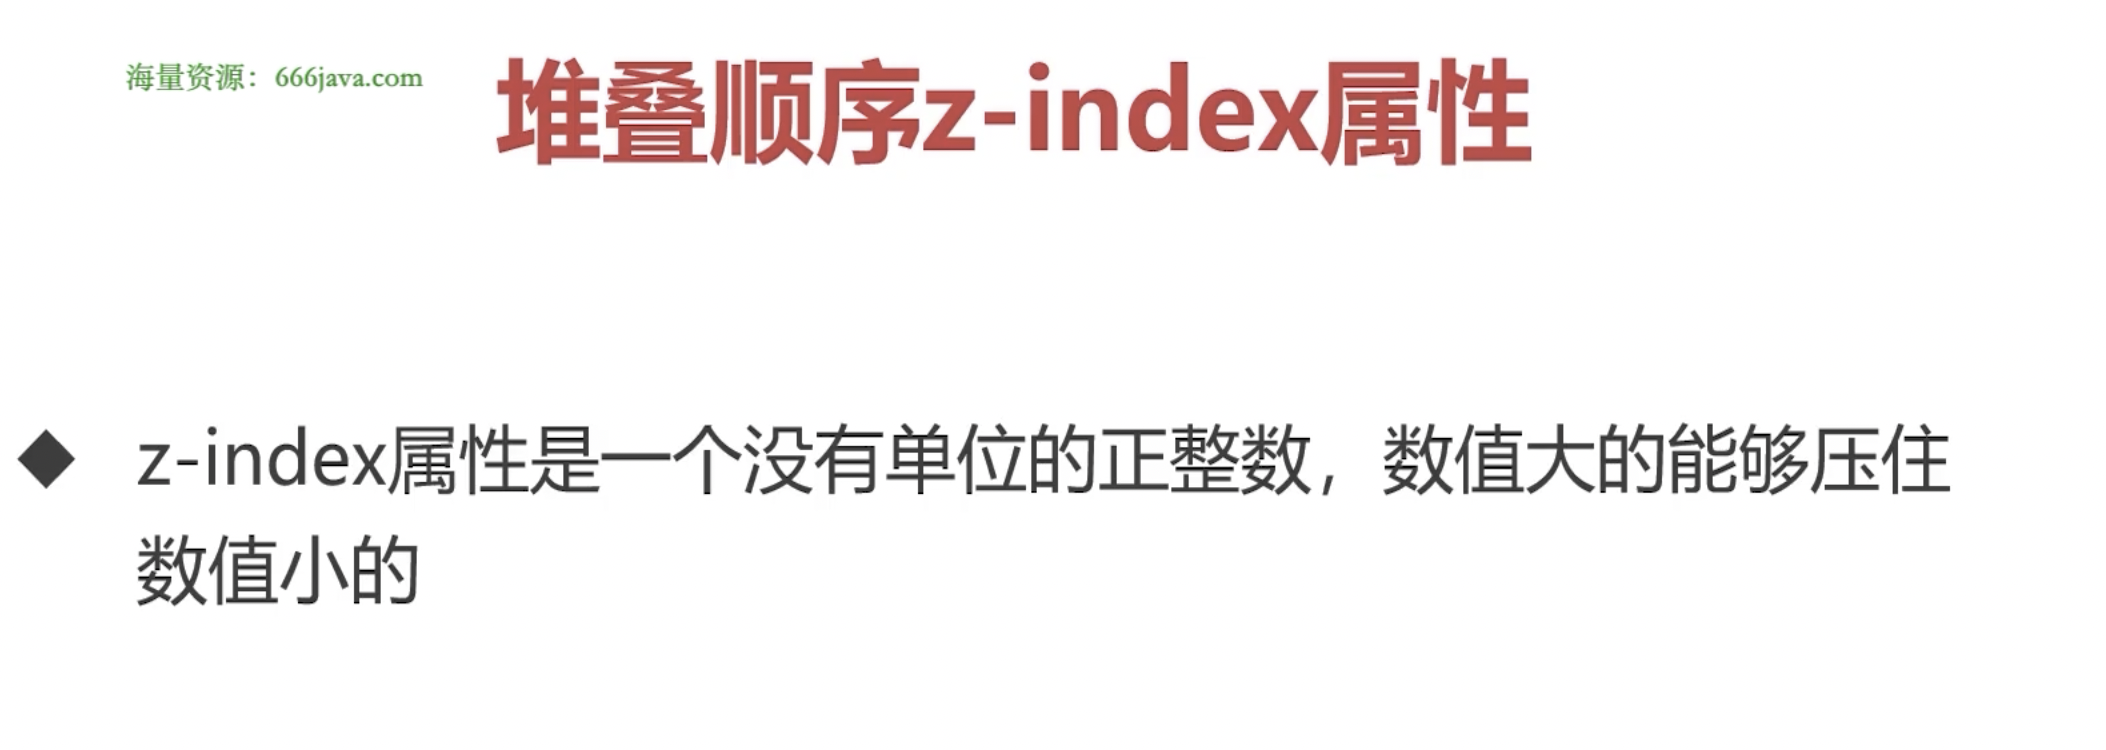 海量资源：666java.com
堆叠顺序z-index属性
◆ z-index属性是一个没有单位的正整数，数值大的能够压住
数值小的